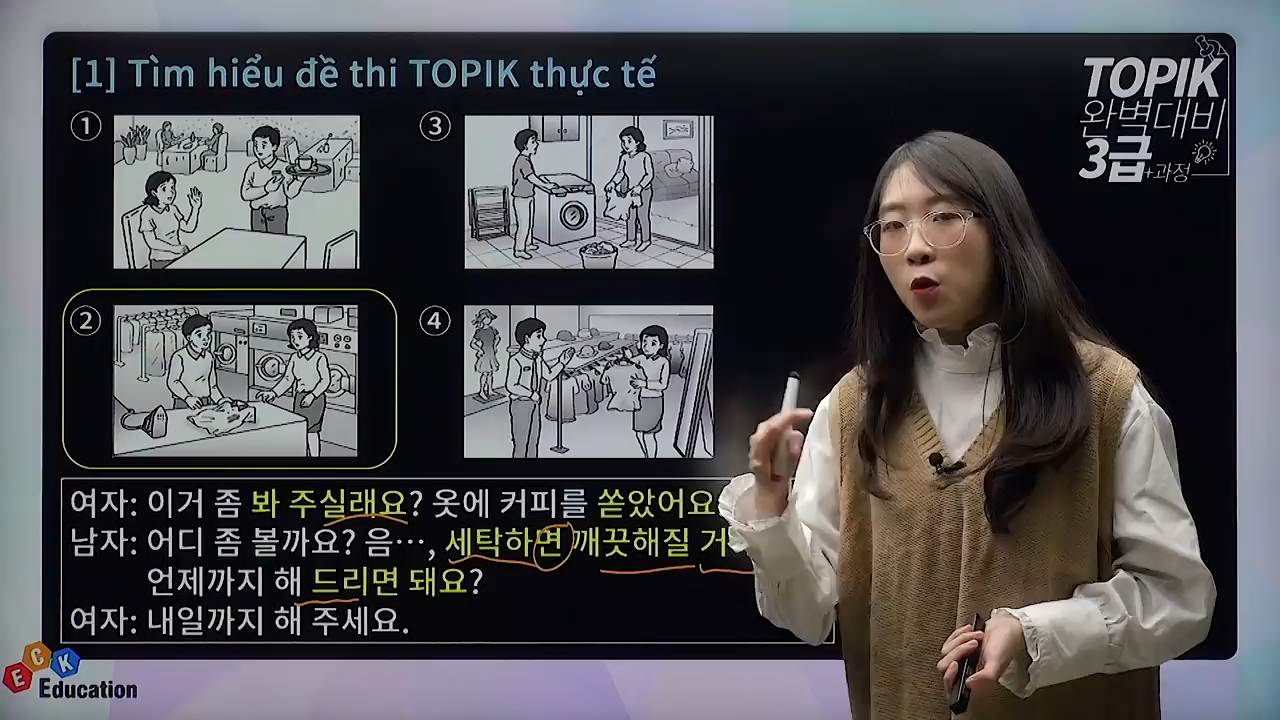 [1] Tìm hiểu đề thi TOPIK thực tế
TOPIK
완벽대비
3급+과정
①
③
②
④
여자: 이거 좀 봐 주실래요? 옷에 커피를 쏟았어요
남자: 어디 좀 볼까요? 음…, 세탁하면 깨끗해질 거
언제까지 해 드리면 돼요?
여자: 내일까지 해 주세요.
ECK
Education